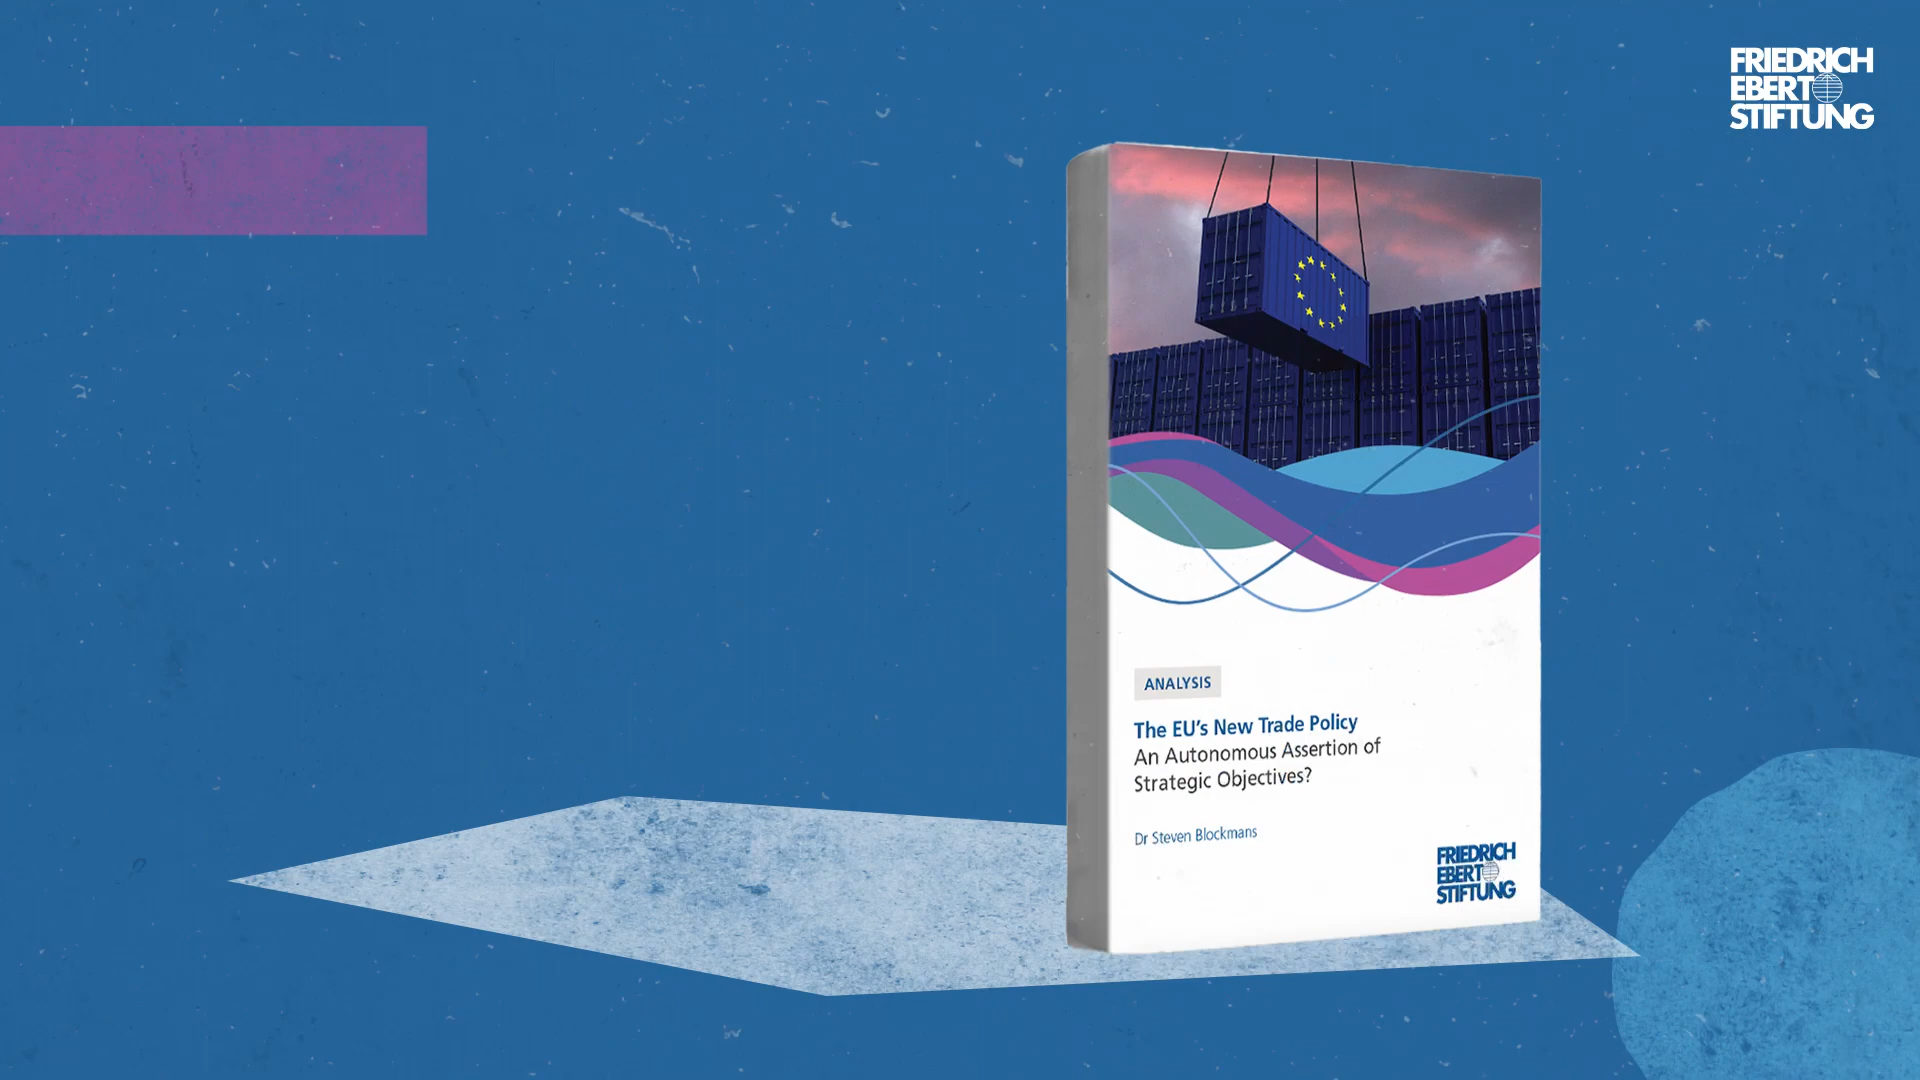 FRIEDRICH
EBERT
STIFTUNG
ANALYSIS
The EU's New Trade Policy
An Autonomous Assertion of
Strategic Objectives?
Dr Steven Blockmans
FRIEDRICH
EBERT
STIFTUNG